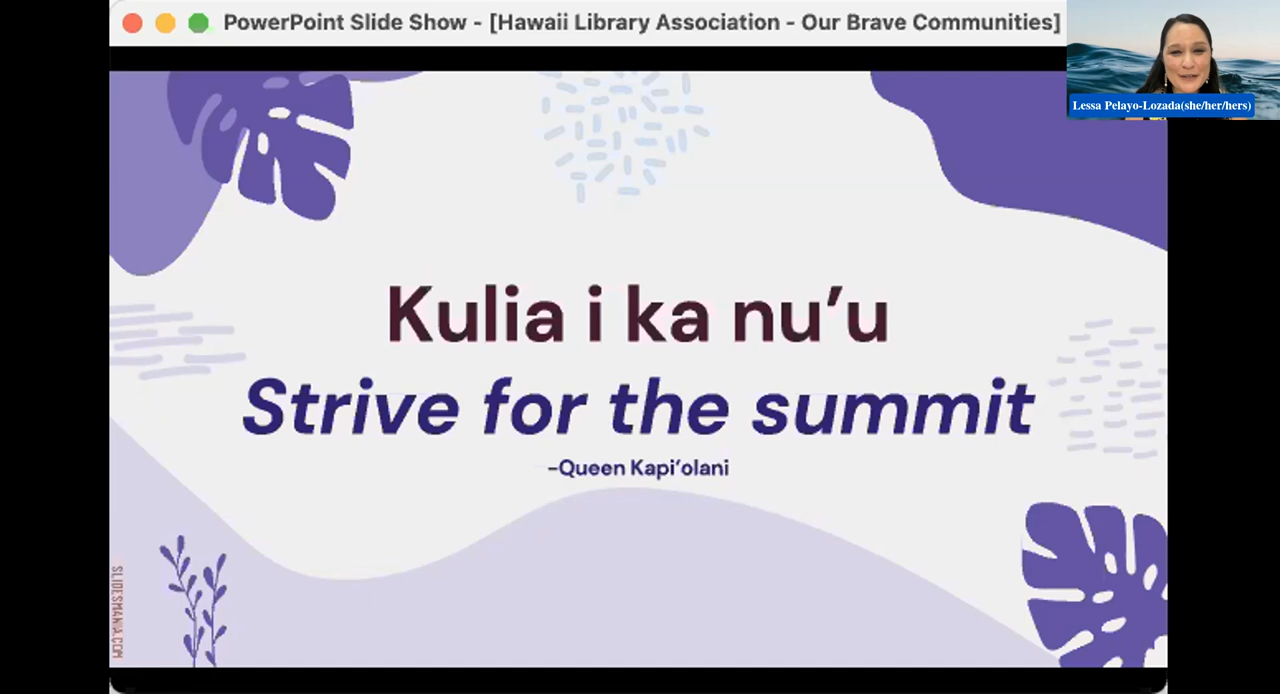 PowerPoint Slide Show - [Hawaii Library Association - Our Brave Communities]
Lessa Pelayo-Lozada(she/her/hers)
Kulia i ka nu’u
Strive for the summit
–Queen Kapi’olani
SLIDESMANIA.COM